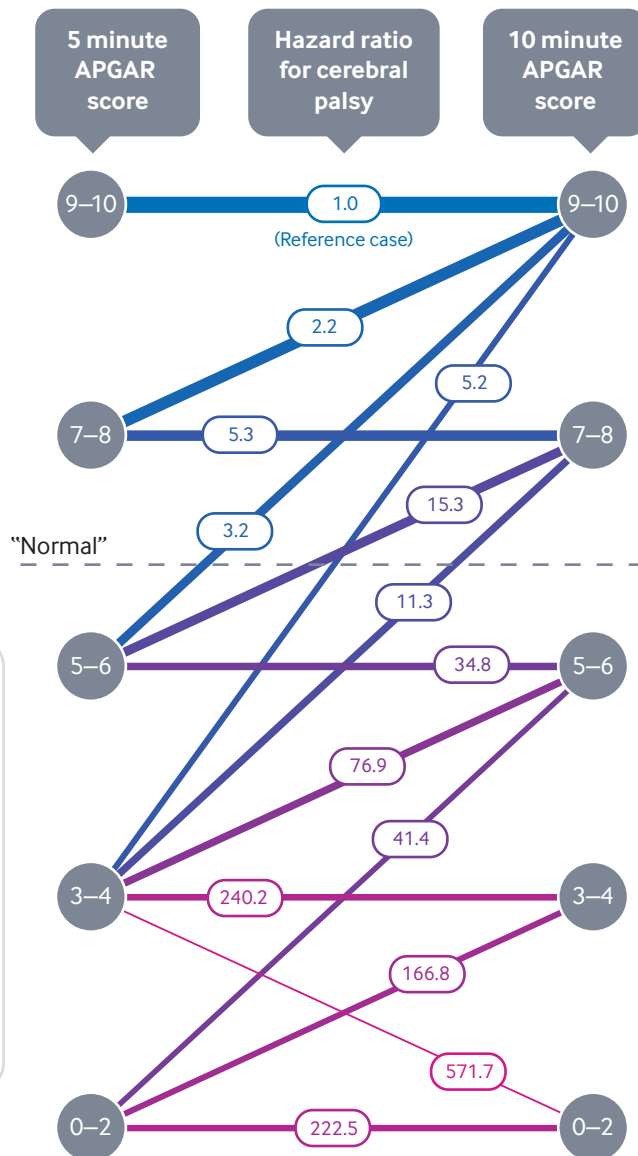 5 minute
APGAR
score
Hazard ratio
for cerebral
palsy
10 minute
APGAR
score
9–10
1.0
9–10
(Reference case)
2.2
5.2
7–8
5.3
7–8
15.3
3.2
"Normal”
11.3
5–6
34.8
5–6
76.9
41.4
3–4
240.2
3–4
166.8
571.7
0–2
222.5
0–2